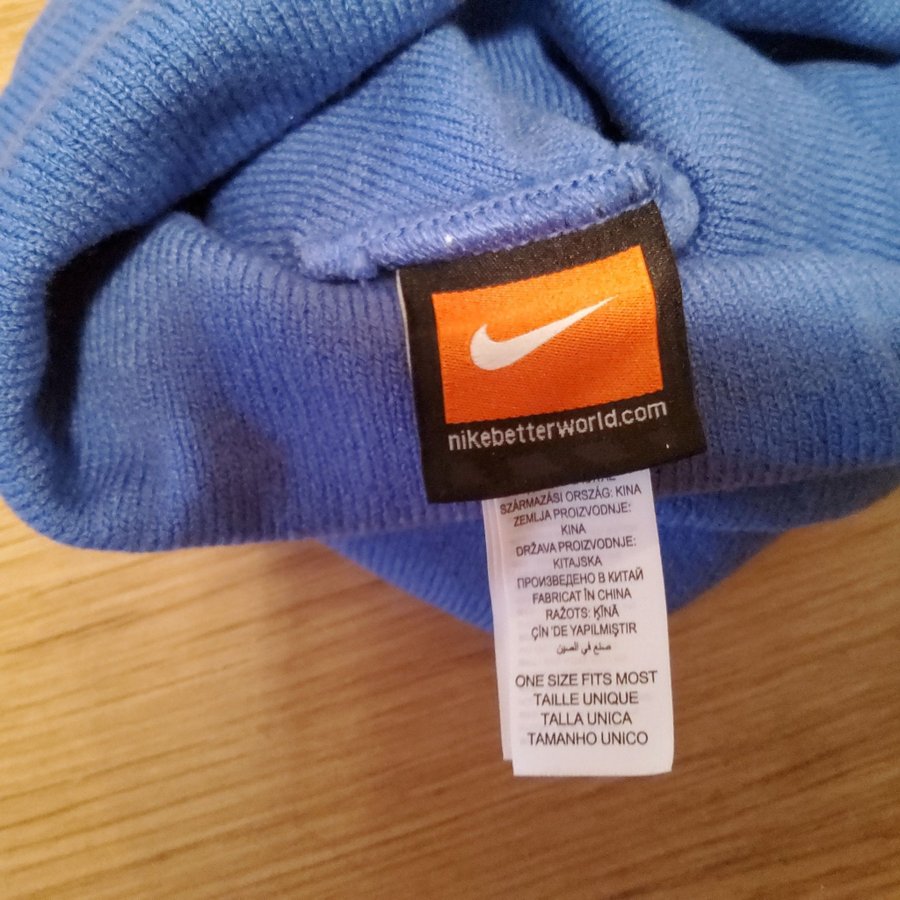 nikebetterworld.com
SZÁRMAZÁSI ORSZÁG: KINA
ZEMLJA PROIZVODNJE:
KINA
DRŽAVA PROIZVODNJE:
KITAJSKA
ПРОИЗВЕДЕНО В КИТАЙ
FABRICAT ÎN CHINA
RAŽOTS: ĶĪNĀ
ÇİN 'DE YAPILMIŞTIR
صنع في الصين
ONE SIZE FITS MOST
TAILLE UNIQUE
TALLA UNICA
TAMANHO UNICO